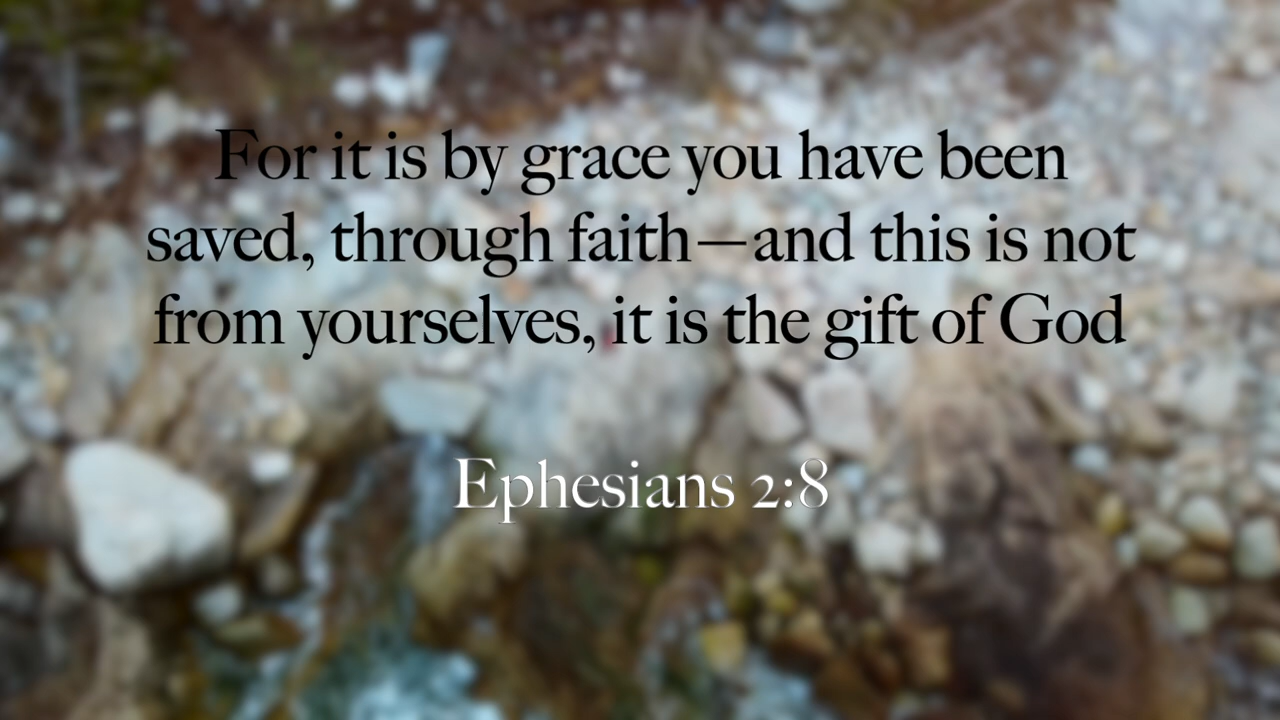 For it is by grace you have been
saved, through faith—and this is not
from yourselves, it is the gift of God
Ephesians 2:8